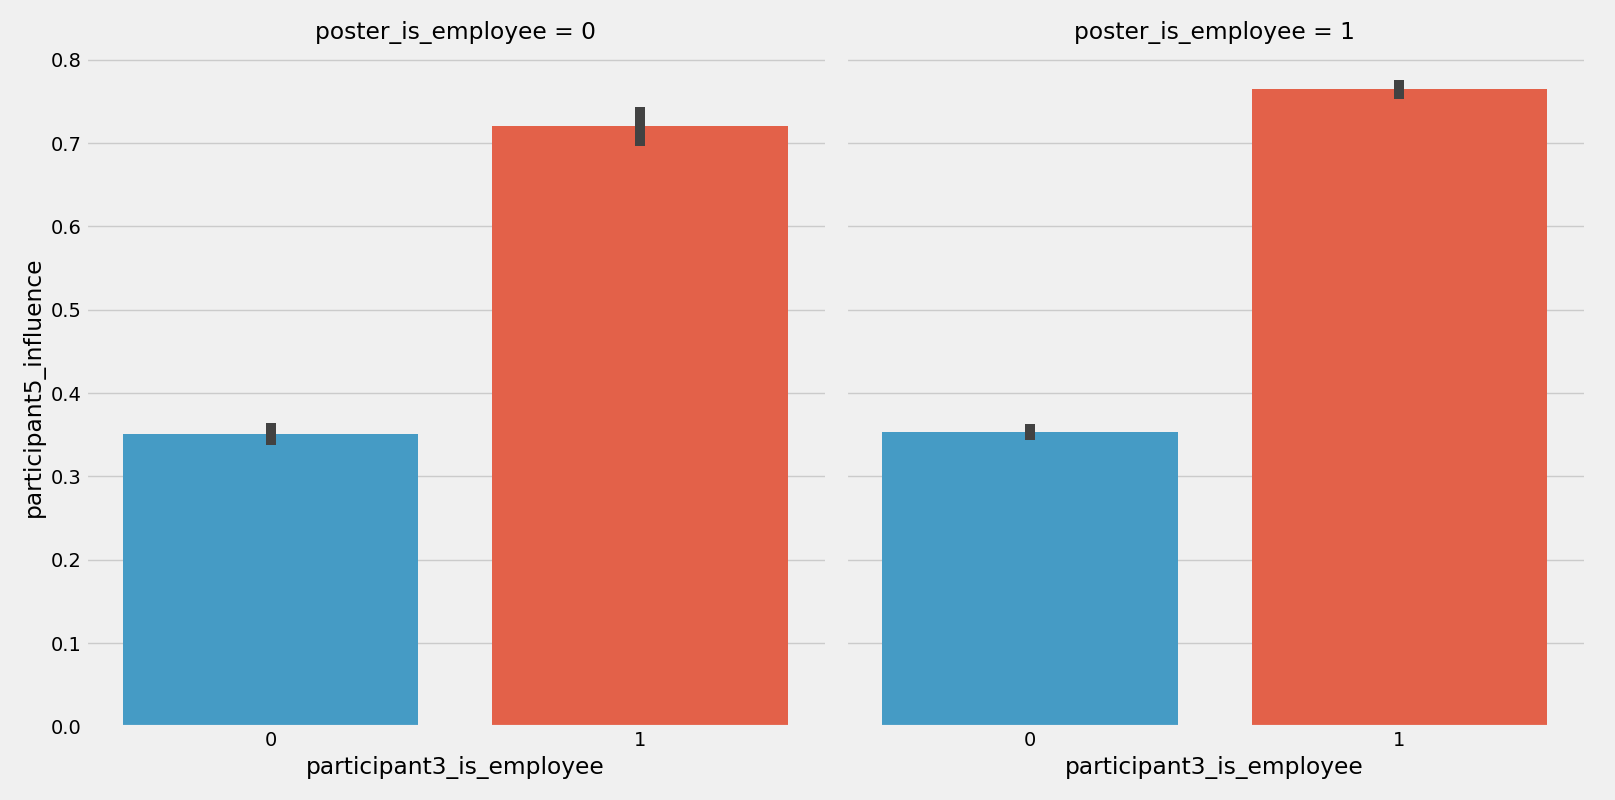 poster_is_employee = 0
poster_is_employee = 1
participant5_influence
0.8
0.7
0.6
0.5
0.4
0.3
0.2
0.1
0.0
0
1
0
1
participant3_is_employee
participant3_is_employee